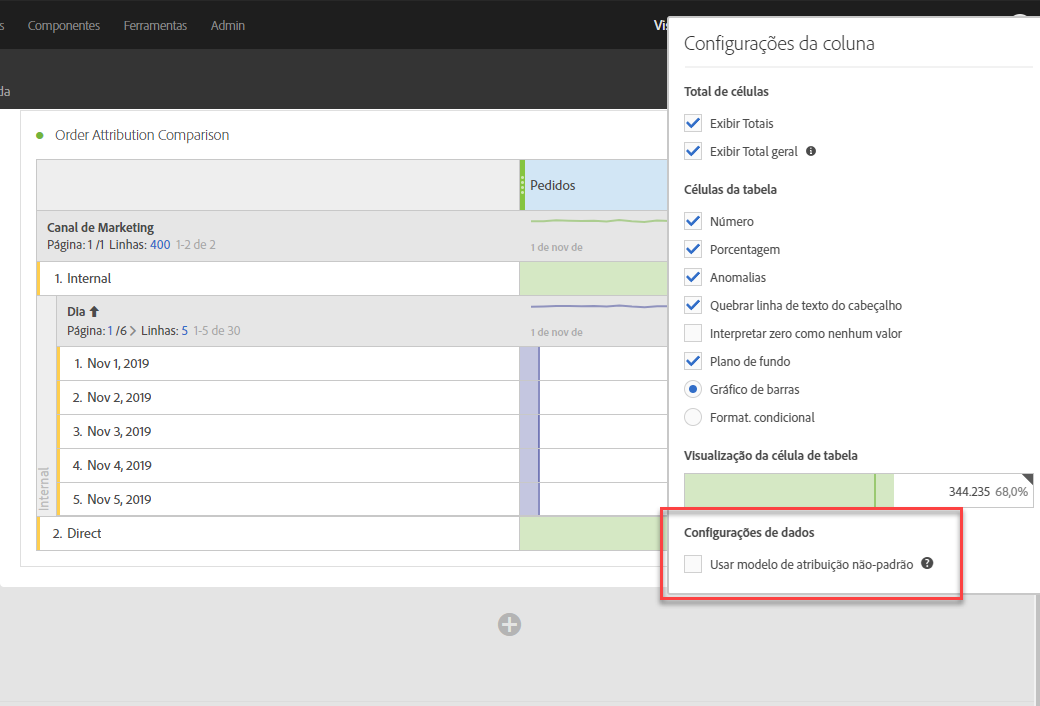 s Componentes Ferramentas Admin
da
Order Attribution Comparison
Pedidos
Canal de Marketing
Página: 1 /1 Linhas: 400 1-2 de 2
1 de nov de
1. Internal
Dia
Página: 1 /6 > Linhas: 5 1-5 de 30
1 de nov de
1. Nov 1, 2019
2. Nov 2, 2019
3. Nov 3, 2019
4. Nov 4, 2019
5. Nov 5, 2019
Internal
2. Direct
Configurações da coluna
Total de células
Exibir Totais
Exibir Total geral
Células da tabela
Número
Porcentagem
Anomalias
Quebrar linha de texto do cabeçalho
Interpretar zero como nenhum valor
Plano de fundo
Gráfico de barras
Format. condicional
Visualização da célula de tabela
344.235 68,0%
Configurações de dados
Usar modelo de atribuição não-padrão